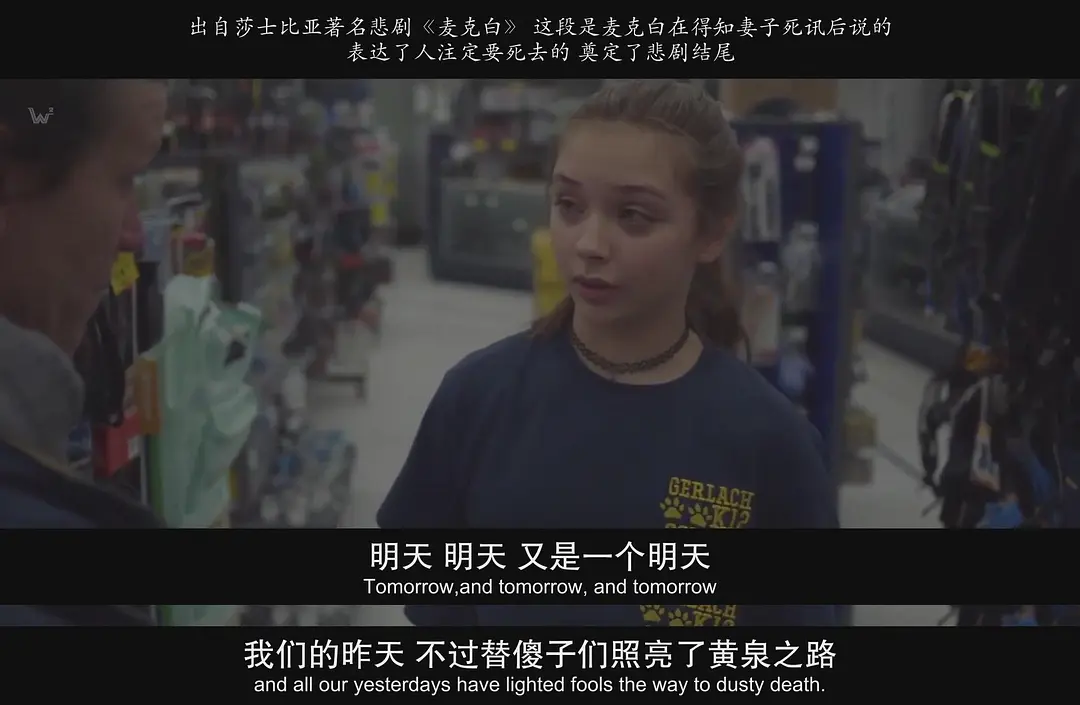 出自莎士比亚著名悲剧《麦克白》 这段是麦克白在得知妻子死讯后说的
表达了人注定要死去的 奠定了悲剧结尾
W²
GERLACH
K12
明天 明天 又是一个明天
Tomorrow,and tomorrow, and tomorrow
K12
我们的昨天 不过替傻子们照亮了黄泉之路
and all our yesterdays have lighted fools the way to dusty death.